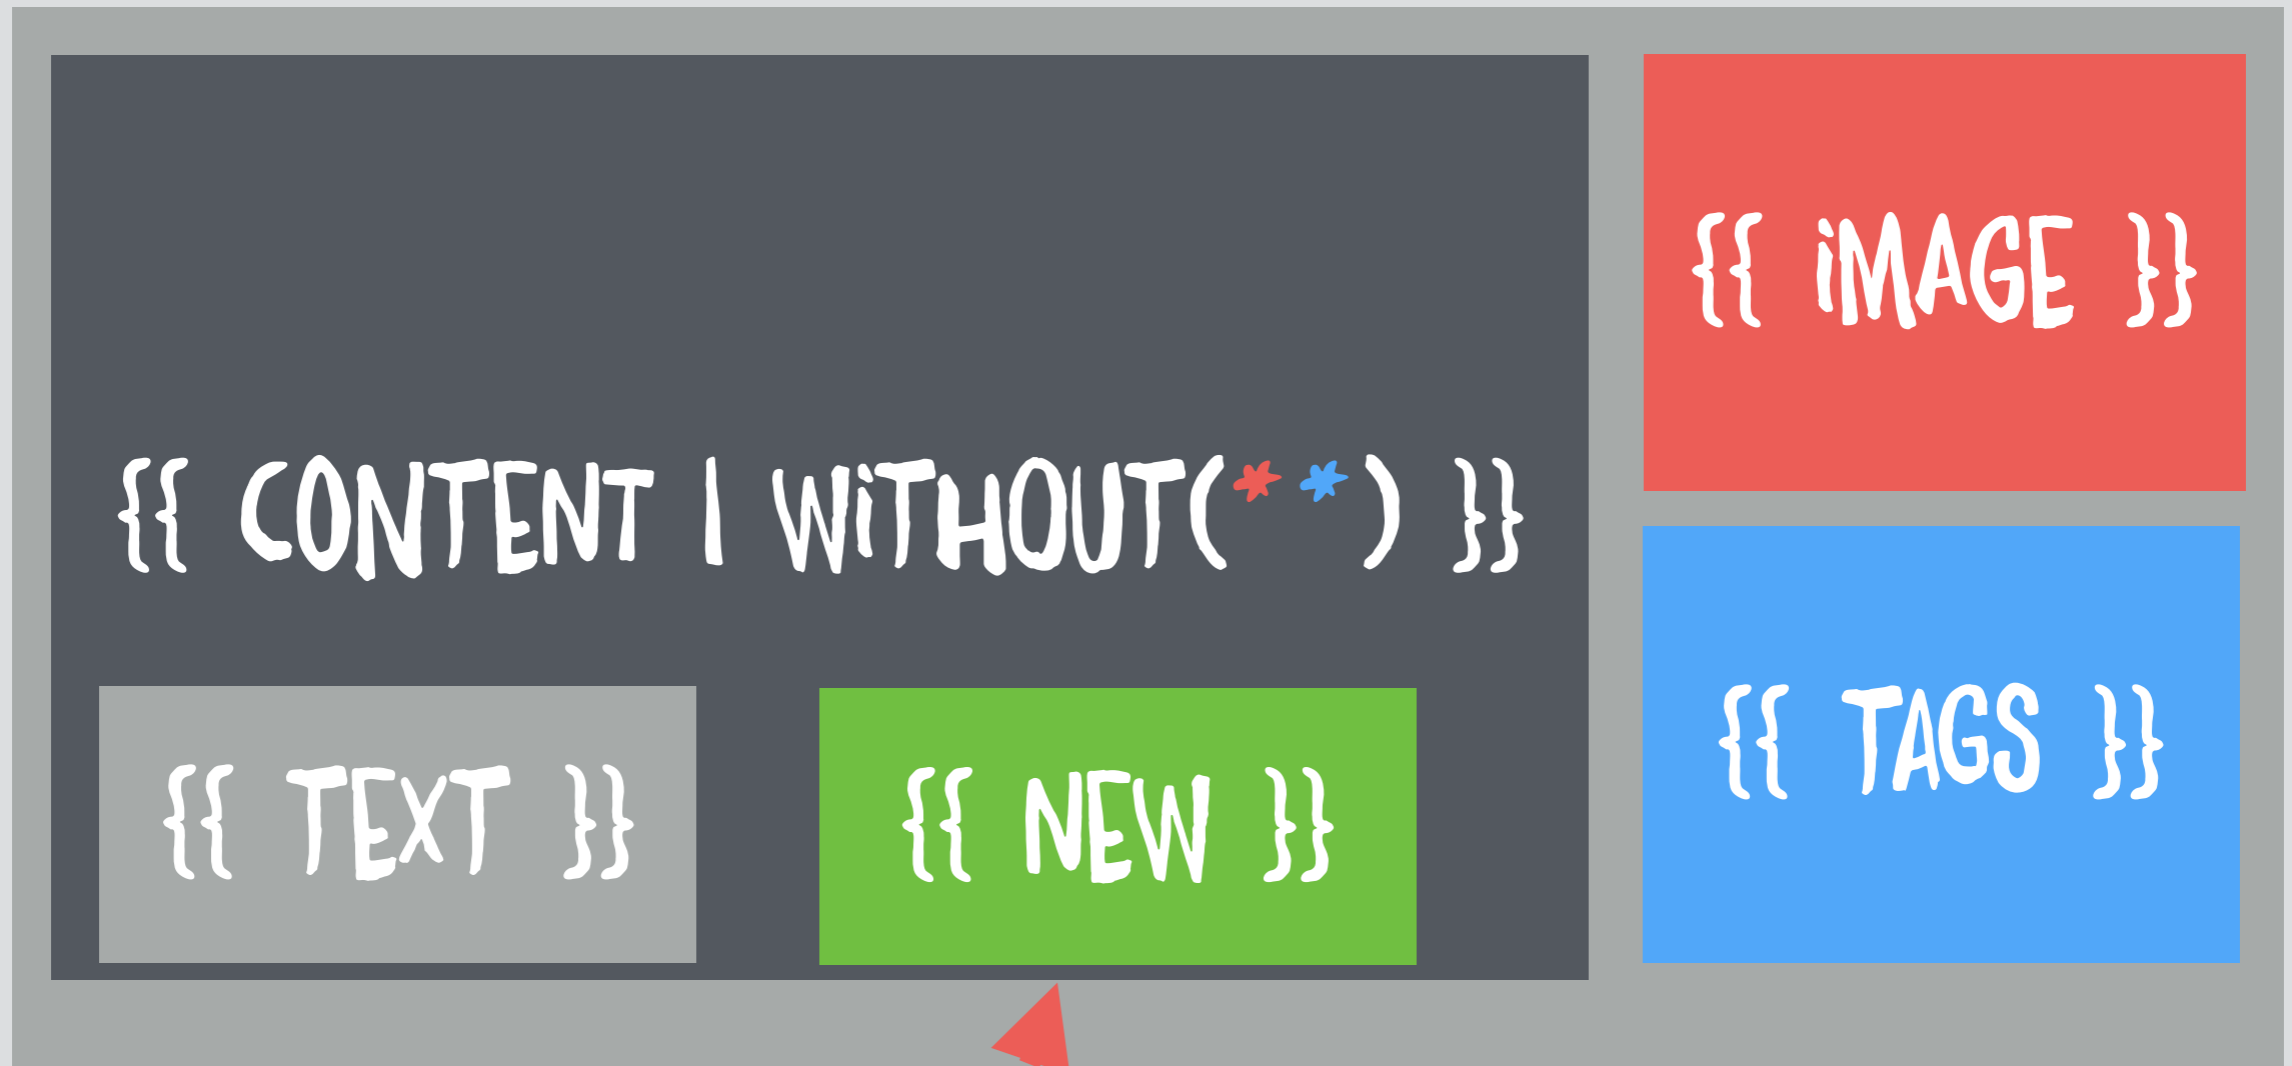 {{ CONTENT | WiTHOUT(* *) }}
{{ TEXT }}
{{ NEW }}
{{ iMAGE }}
{{ TAGS }}